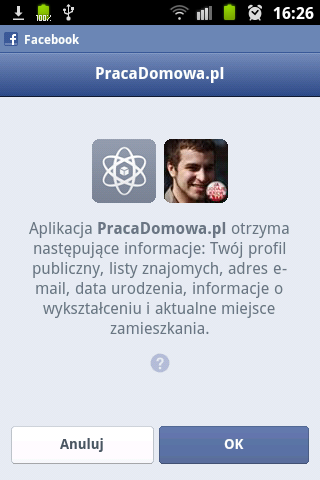 100%
16:26
Facebook
PracaDomowa.pl
Aplikacja PracaDomowa.pl otrzyma
następujące informacje: Twój profil
publiczny, listy znajomych, adres e-
mail, data urodzenia, informacje o
wykształceniu i aktualne miejsce
zamieszkania.
?
Anuluj
OK